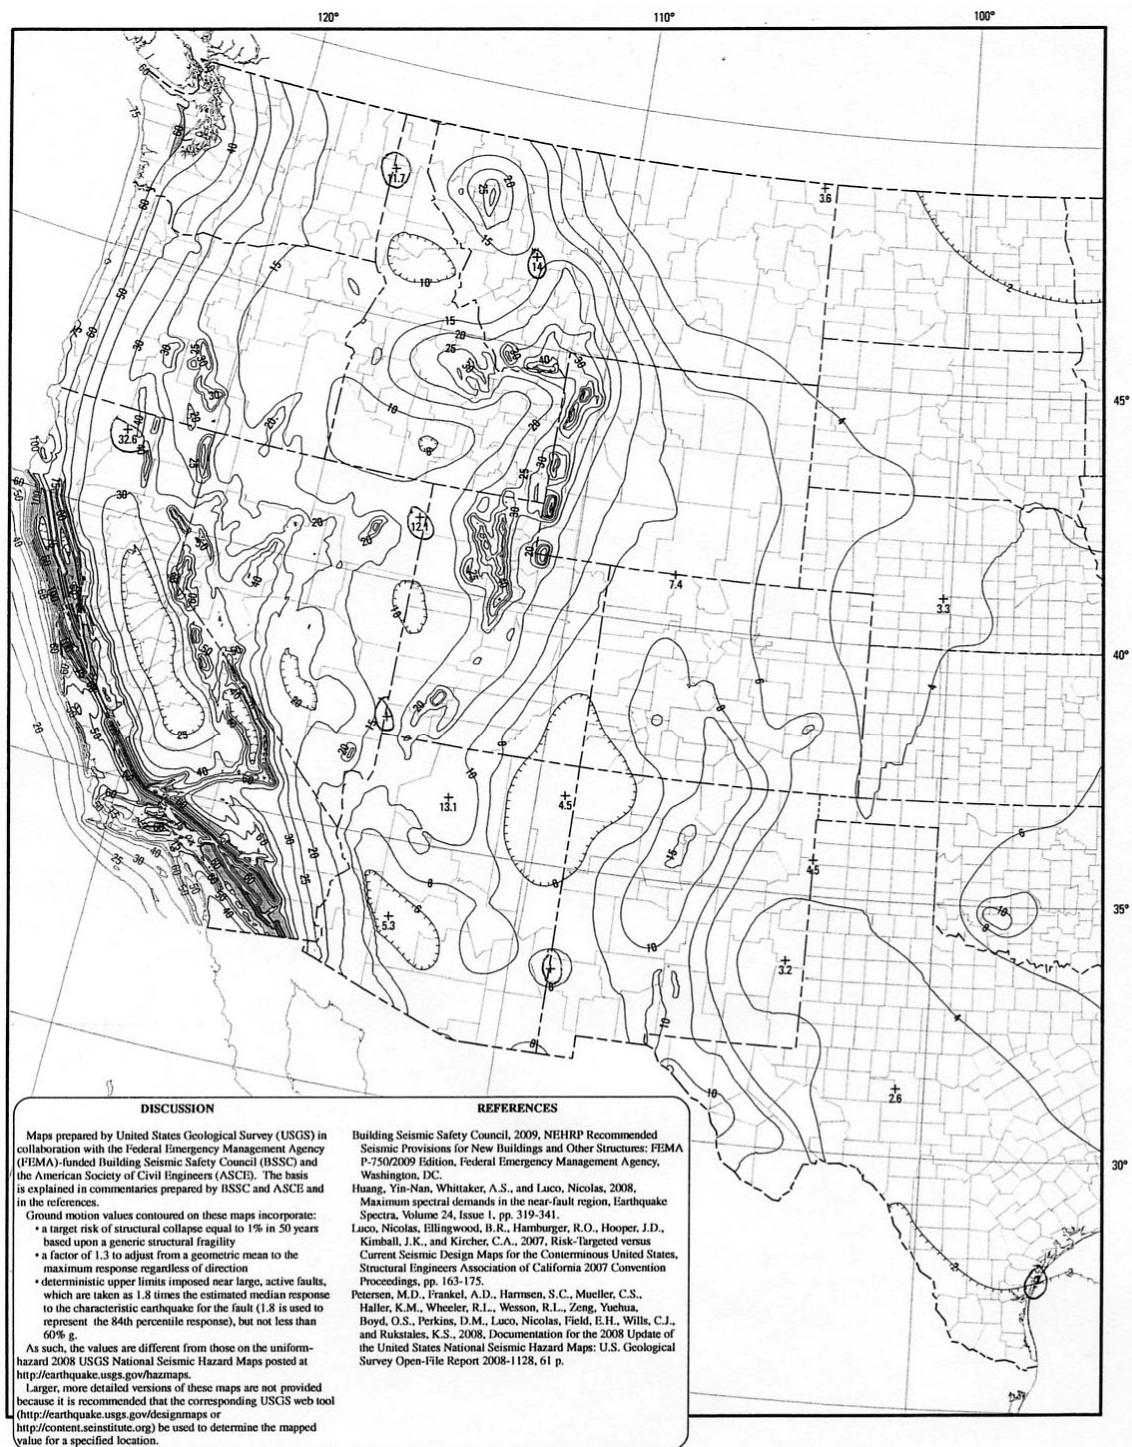 120°
110°
100°
45°
40°
35°
30°
11.7
14
3.6
32.6
12.1
7.4
3.3
13.1
4.5
4.5
5.3
3.2
2.6
DISCUSSION
Maps prepared by United States Geological Survey (USGS) in
collaboration with the Federal Emergency Management Agency
(FEMA)-funded Building Seismic Safety Council (BSSC) and
the American Society of Civil Engineers (ASCE). The basis
is explained in commentaries prepared by BSSC and ASCE and
in the references.
Ground motion values contoured on these maps incorporate:
• a target risk of structural collapse equal to 1% in 50 years
based upon a generic structural fragility
• a factor of 1.3 to adjust from a geometric mean to the
maximum response regardless of direction
• deterministic upper limits imposed near large, active faults,
which are taken as 1.8 times the estimated median response
to the characteristic earthquake for the fault (1.8 is used to
represent the 84th percentile response), but not less than
60% g.
As such, the values are different from those on the uniform-
hazard 2008 USGS National Seismic Hazard Maps posted at
http://earthquake.usgs.gov/hazmaps.
Larger, more detailed versions of these maps are not provided
because it is recommended that the corresponding USGS web tool
(http://earthquake.usgs.gov/designmaps or
http://content.seinstitute.org) be used to determine the mapped
value for a specified location.
REFERENCES
Building Seismic Safety Council, 2009, NEHRP Recommended
Seismic Provisions for New Buildings and Other Structures: FEMA
P-750/2009 Edition, Federal Emergency Management Agency,
Washington, DC.
Huang, Yin-Nan, Whittaker, A.S., and Luco, Nicolas, 2008,
Maximum spectral demands in the near-fault region, Earthquake
Spectra, Volume 24, Issue 1, pp. 319-341.
Luco, Nicolas, Ellingwood, B.R., Hamburger, R.O., Hooper, J.D.,
Kimball, J.K., and Kircher, C.A., 2007, Risk-Targeted versus
Current Seismic Design Maps for the Conterminous United States,
Structural Engineers Association of California 2007 Convention
Proceedings, pp. 163-175.
Petersen, M.D., Frankel, A.D., Harmsen, S.C., Mueller, C.S.,
Haller, K.M., Wheeler, R.L., Wesson, R.L., Zeng, Yuehua,
Boyd, O.S., Perkins, D.M., Luco, Nicolas, Field, E.H., Wills, C.J.,
and Rukstales, K.S., 2008, Documentation for the 2008 Update of
the United States National Seismic Hazard Maps: U.S. Geological
Survey Open-File Report 2008-1128, 61 p.